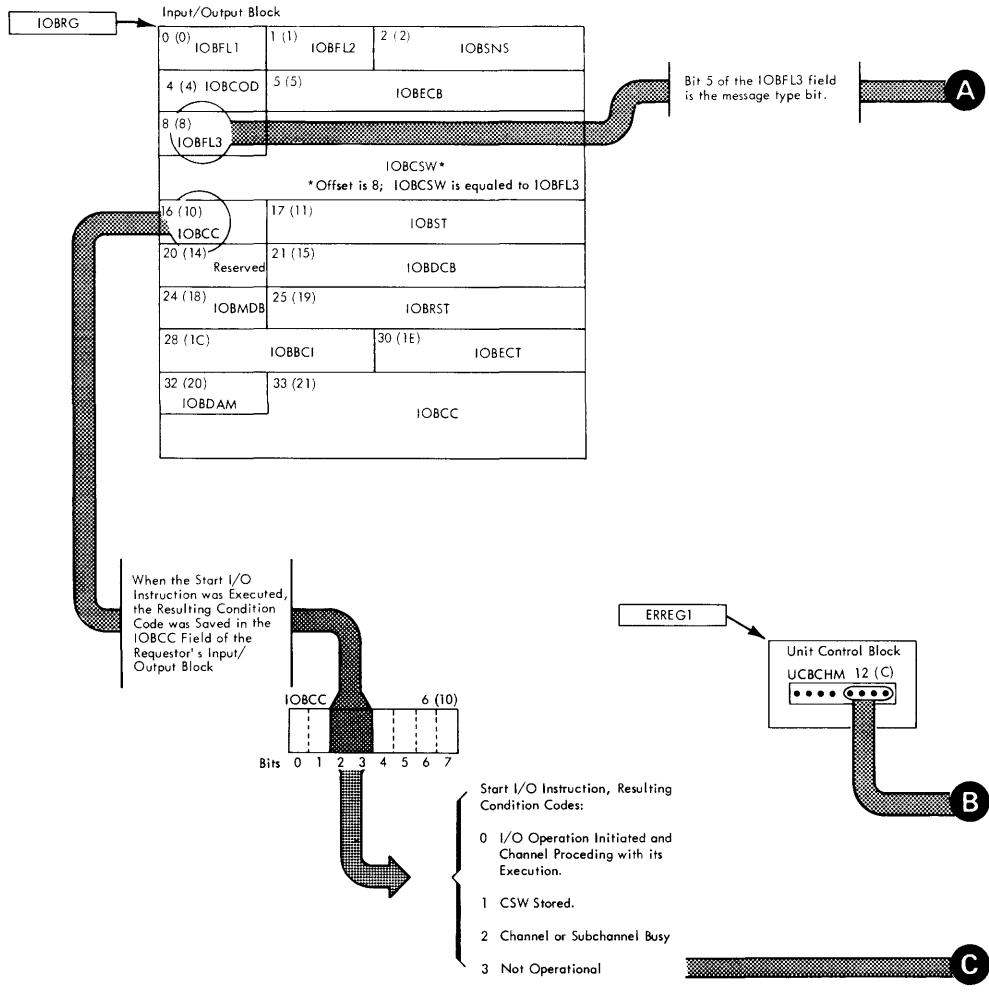 Input/Output Block
IOBRG
0 (0) IOBFL1
1 (1) IOBFL2
2 (2) IOBSNS
4 (4) IOBCOD
5 (5) IOBECB
8 (8) IOBFL3
Bit 5 of the IOBFL3 field
is the message type bit.
A
IOBCSW*
*Offset is 8; IOBCSW is equaled to IOBFL3
16 (10) IOBCC
17 (11) IOBST
20 (14) Reserved
21 (15) IOBDCB
24 (18) IOBMDB
25 (19) IOBRST
28 (1C) IOBBCI
30 (1E) IOBECT
32 (20) IOBDAM
33 (21) IOBCC
When the Start I/O
Instruction was Executed,
the Resulting Condition
Code was Saved in the
IOBCC Field of the
Requestor's Input/
Output Block
ERREG1
Unit Control Block
UCBCHM 12 (C)
B
IOBCC 6 (10)
Bits 0 1 2 3 4 5 6 7
Start I/O Instruction, Resulting
Condition Codes:
0 I/O Operation Initiated and
Channel Proceding with its
Execution.
1 CSW Stored.
2 Channel or Subchannel Busy
3 Not Operational
C